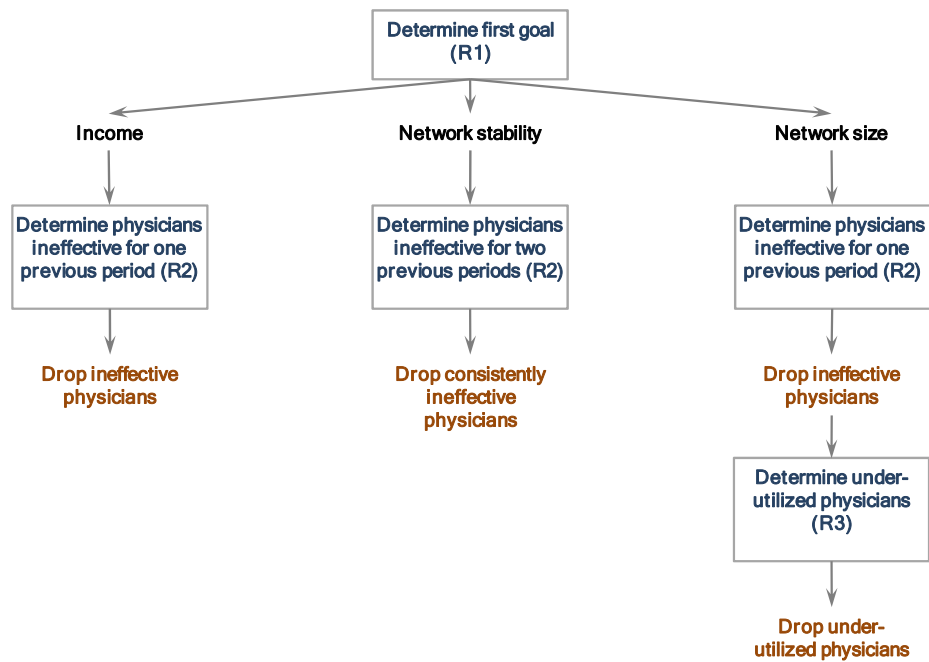 Determine first goal
(R1)
Income
Network stability
Network size
Determine physicians
ineffective for one
previous period (R2)
Determine physicians
ineffective for two
previous periods (R2)
Determine physicians
ineffective for one
previous period (R2)
Drop ineffective
physicians
Drop consistently
ineffective
physicians
Drop ineffective
physicians
Determine under-
utilized physicians
(R3)
Drop under-
utilized physicians